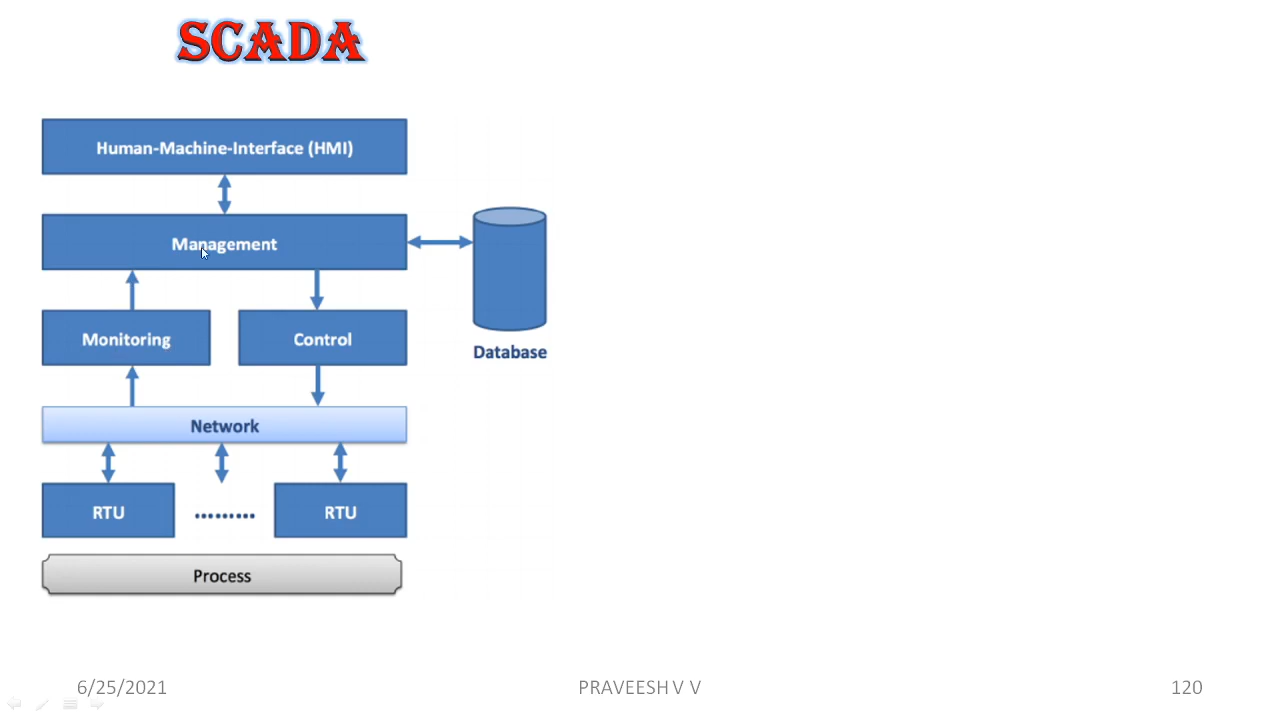 SCADA
Human-Machine-Interface (HMI)
Management
Monitoring
Control
Database
Network
RTU
.........
RTU
Process
6/25/2021
PRAVEESH V V
120